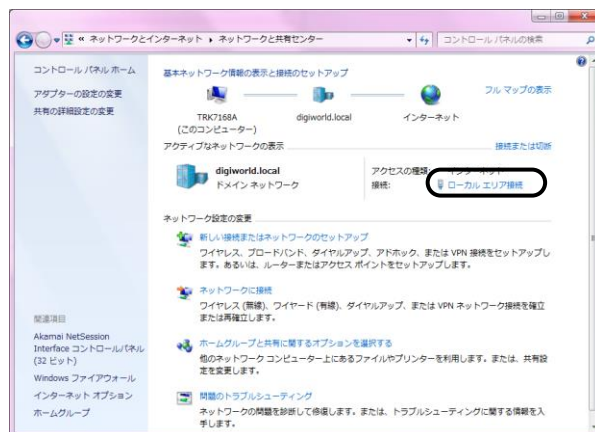 « ネットワークとインターネット ▸ ネットワークと共有センター
コントロール パネルの検索
コントロール パネル ホーム
アダプターの設定の変更
共有の詳細設定の変更
基本ネットワーク情報の表示と接続のセットアップ
フル マップの表示
TRK7168A
(このコンピューター)
digiworld.local
インターネット
アクティブなネットワークの表示
接続または切断
digiworld.local
ドメイン ネットワーク
アクセスの種類: インターネット
接続: ローカル エリア接続
ネットワーク設定の変更
新しい接続またはネットワークのセットアップ
ワイヤレス、ブロードバンド、ダイヤルアップ、アドホック、または VPN 接続をセットアップし
ます。あるいは、ルーターまたはアクセス ポイントをセットアップします。
ネットワークに接続
ワイヤレス (無線)、ワイヤード (有線)、ダイヤルアップ、または VPN ネットワーク接続を確立
または再確立します。
ホームグループと共有に関するオプションを選択する
他のネットワーク コンピューター上にあるファイルやプリンターを利用します。または、共有設
定を変更します。
問題のトラブルシューティング
ネットワークの問題を診断して修復します。または、トラブルシューティングに関する情報を入
手します。
関連項目
Akamai NetSession
Interface コントロールパネル
(32 ビット)
Windows ファイアウォール
インターネット オプション
ホームグループ